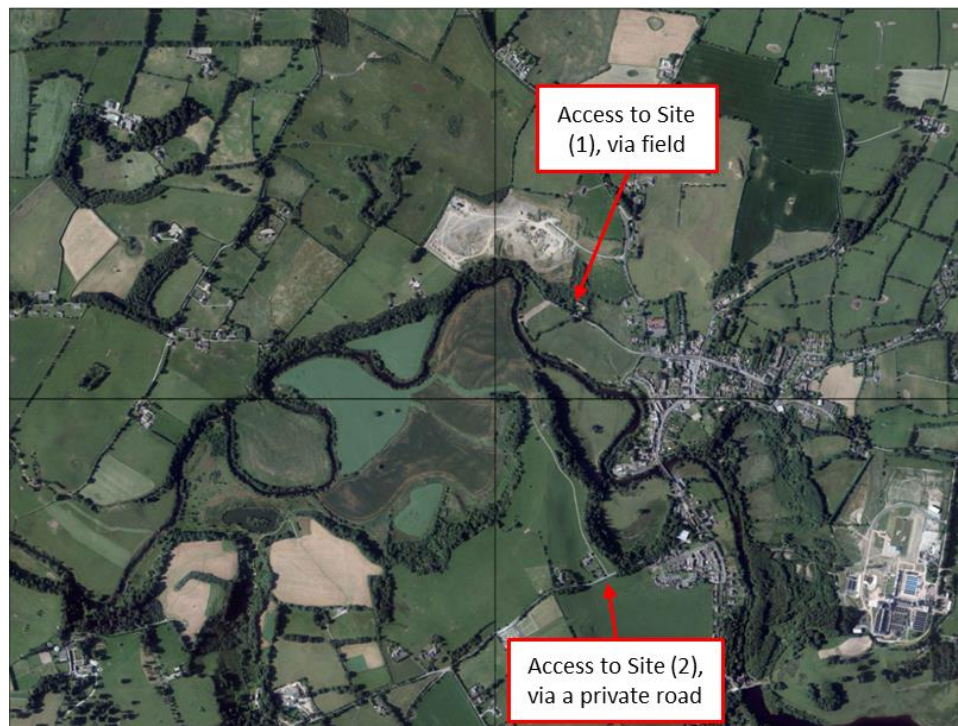 Access to Site
(1), via field
Access to Site (2),
via a private road